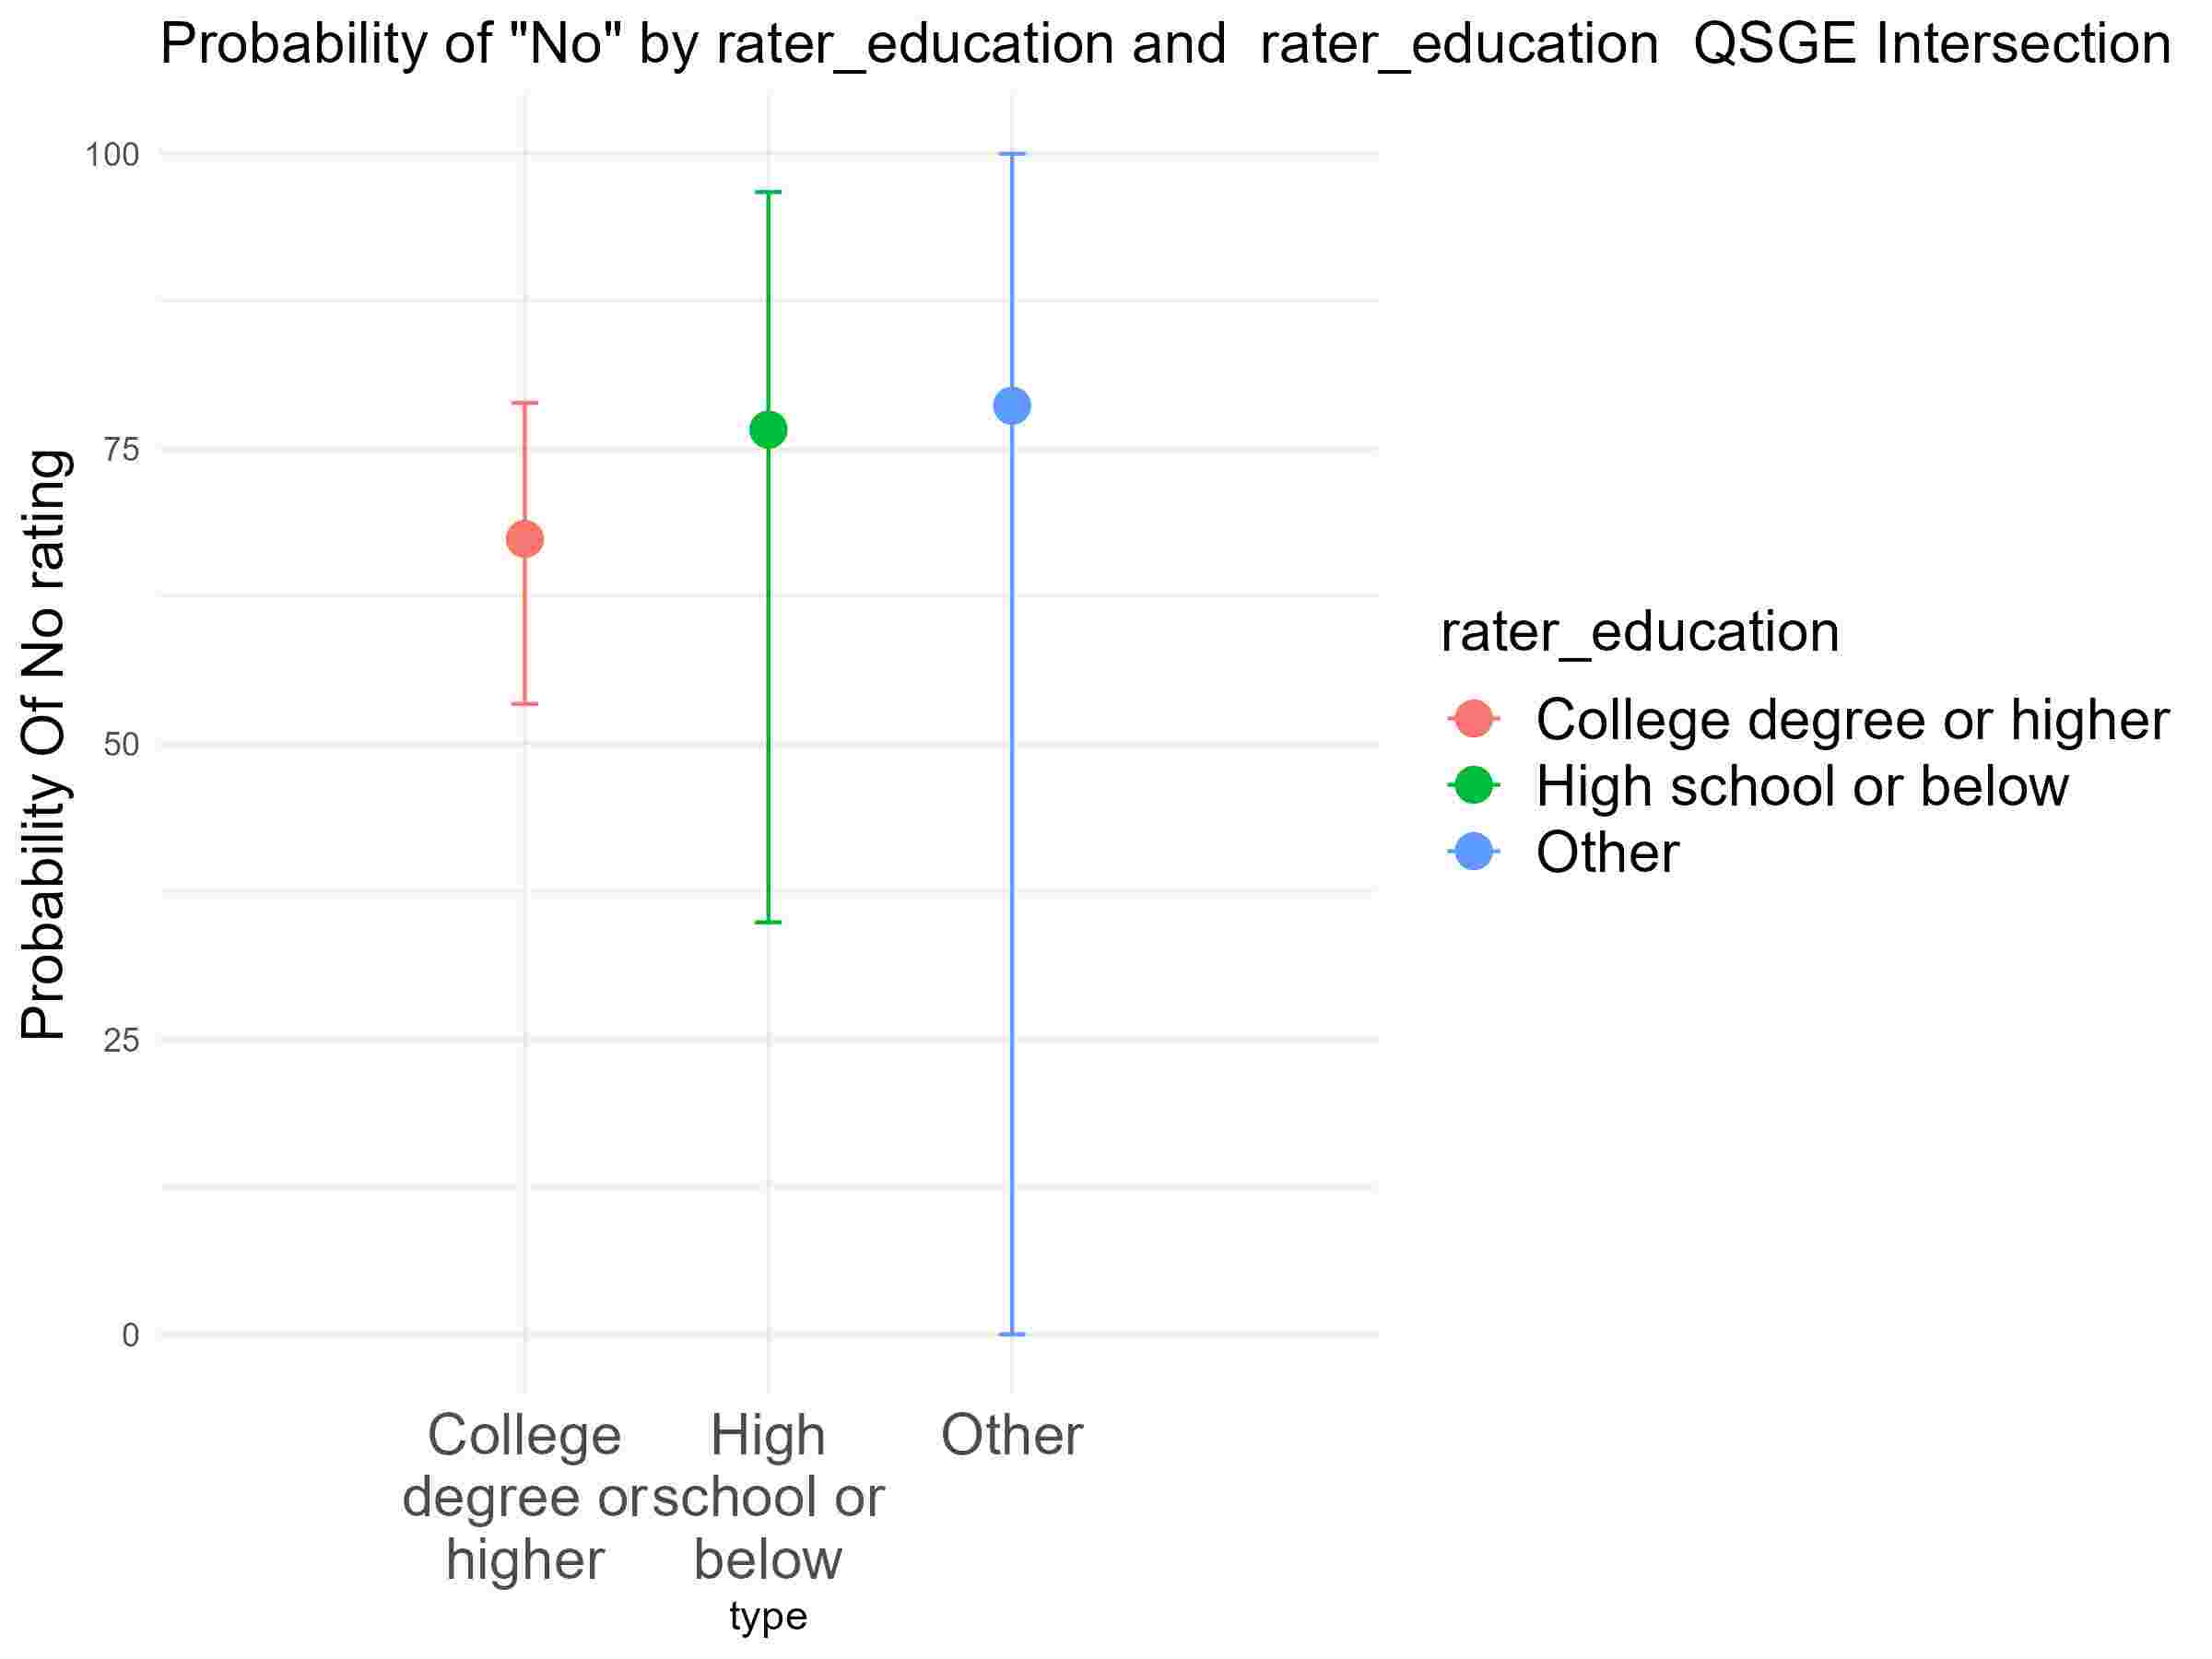 Probability of "No" by rater_education and  rater_education  QSGE Intersection
Probability Of No rating
100
75
50
25
0
College
degree or
higher
High
school or
below
Other
type
rater_education
College degree or higher
High school or below
Other